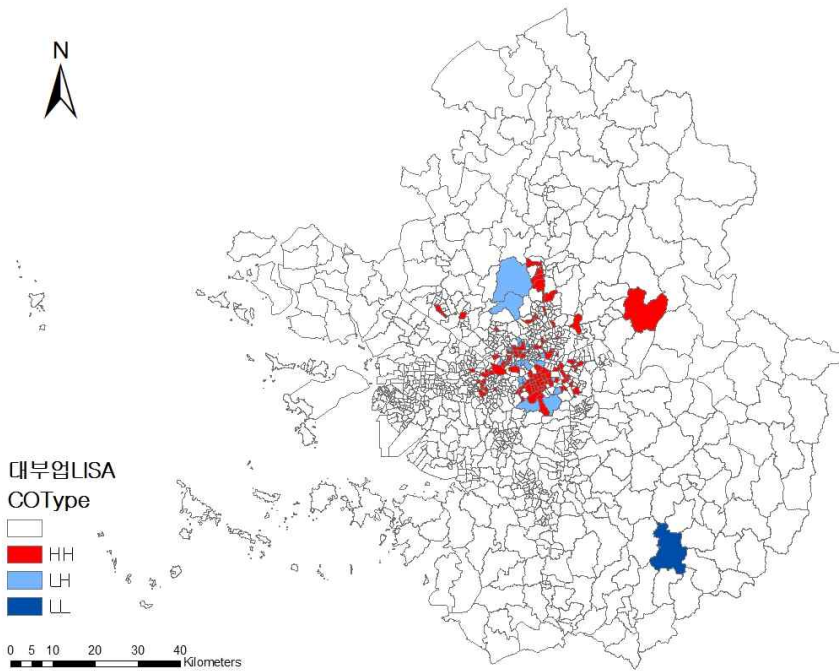 N
대부업LISA
COType
HH
LH
LL
0 5 10 20 30 40
Kilometers